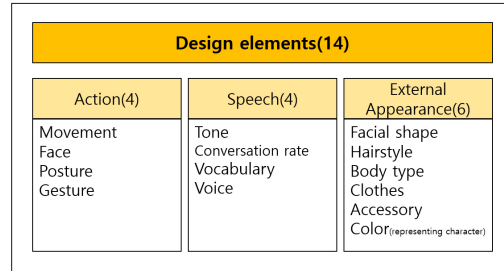 Design elements(14)
Action(4)
Movement
Face
Posture
Gesture
Speech(4)
Tone
Conversation rate
Vocabulary
Voice
External
Appearance(6)
Facial shape
Hairstyle
Body type
Clothes
Accessory
Color(representing character)